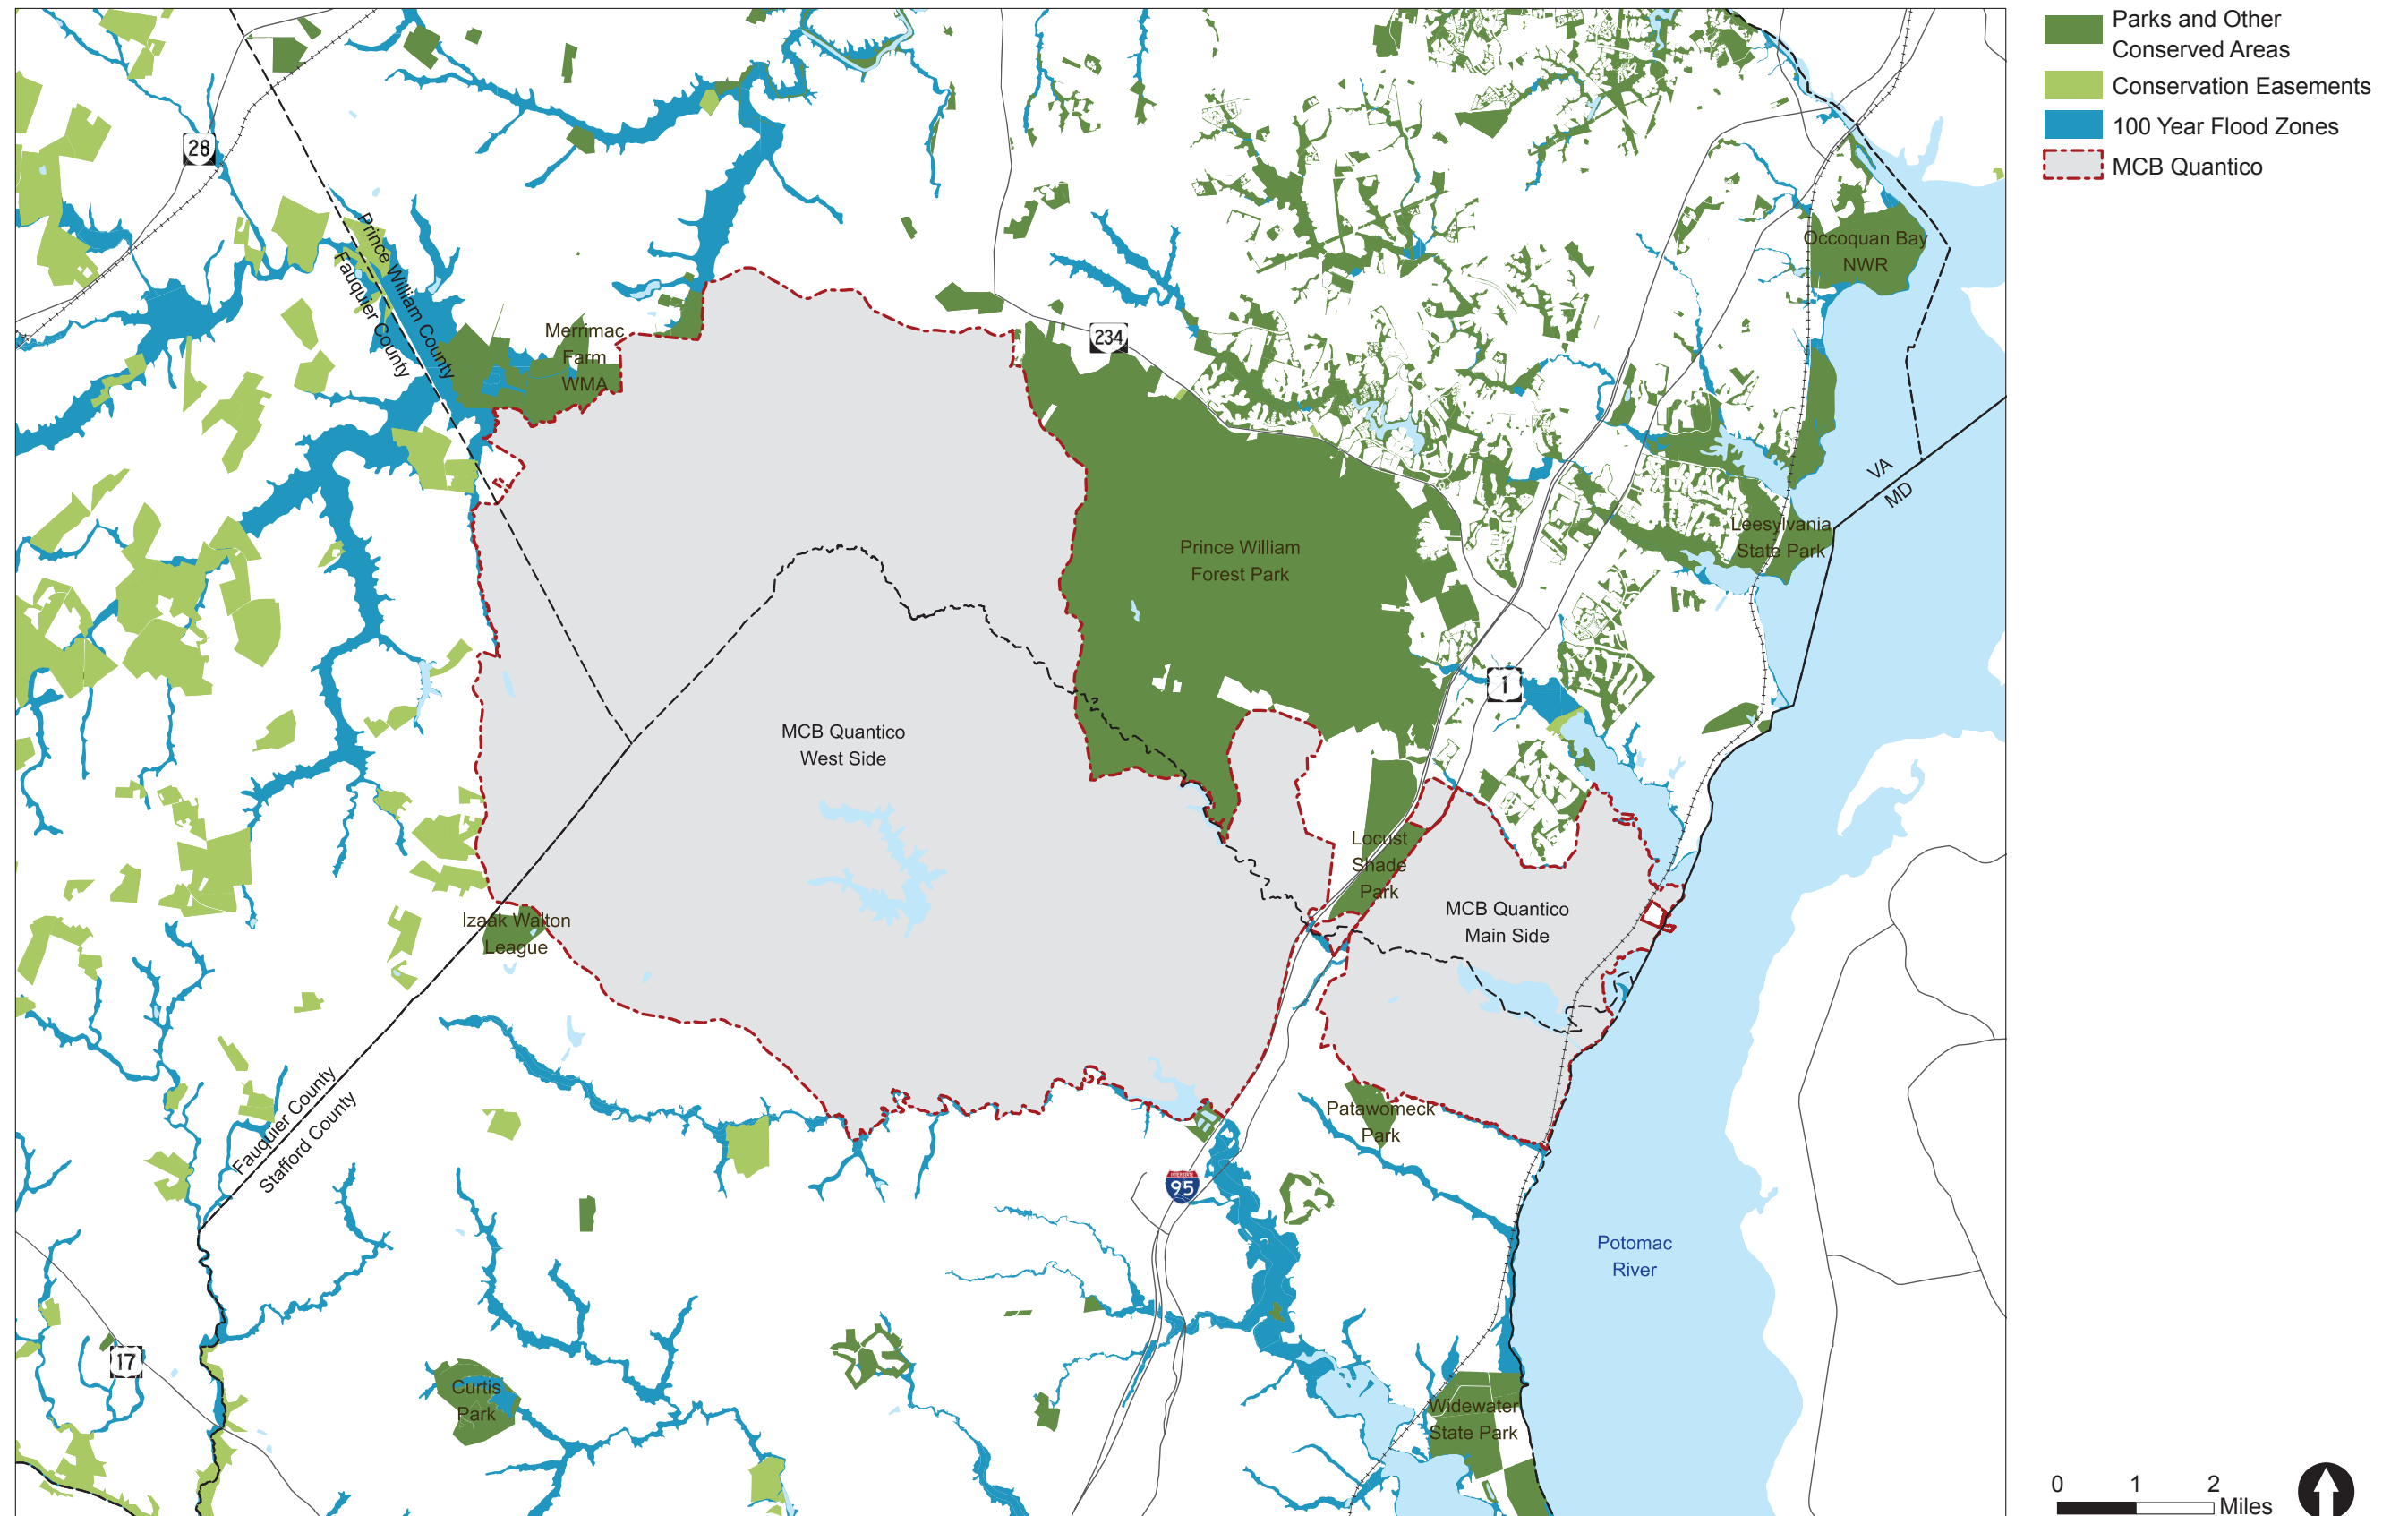 Parks and Other
Conserved Areas
Conservation Easements
100 Year Flood Zones
MCB Quantico
28
Prince William County
Fauquier County
Occoquan Bay
NWR
Merrimac
Farm
WMA
234
VA
MD
Leesylvania
State Park
Prince William
Forest Park
1
MCB Quantico
West Side
Locust
Shade
Park
MCB Quantico
Main Side
Izaak Walton
League
Fauquier County
Stafford County
Patawomeck
Park
INTERSTATE
95
Potomac
River
17
Curtis
Park
Widewater
State Park
0 1 2
Miles